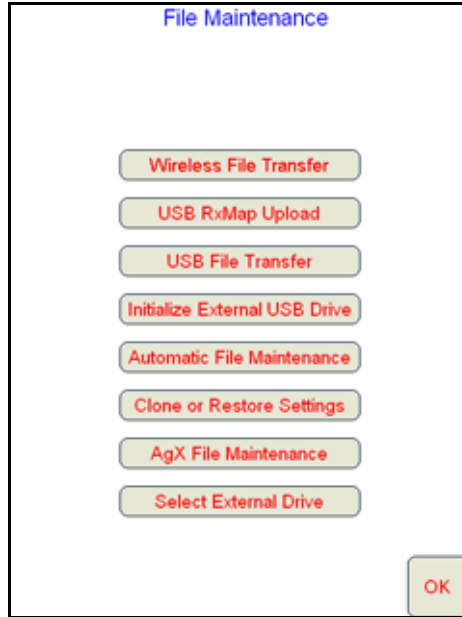 File Maintenance
Wireless File Transfer
USB RxMap Upload
USB File Transfer
Initialize External USB Drive
Automatic File Maintenance
Clone or Restore Settings
AgX File Maintenance
Select External Drive
OK